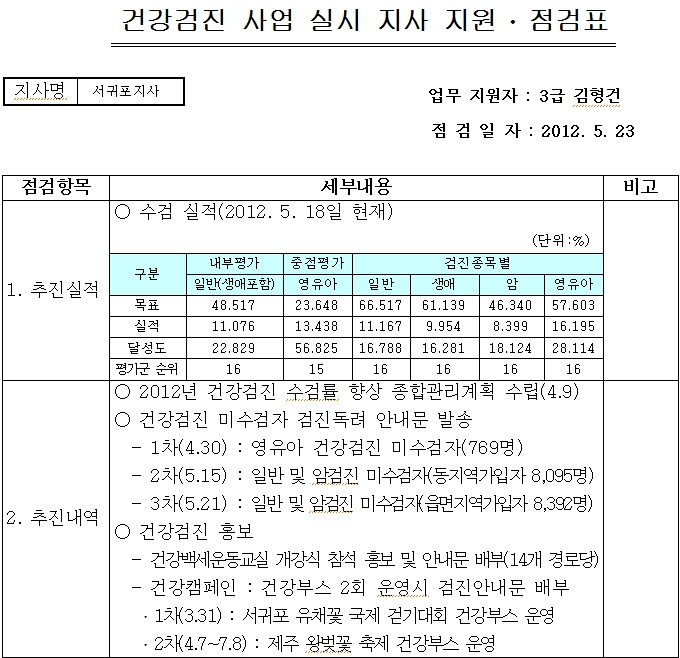 건강검진 사업 실시 지사 지원 · 점검표
지사명 서귀포지사
업무 지원자 : 3급 김형건
점 검 일 자 : 2012. 5. 23
점검항목 세부내용 비고
1. 추진실적
○ 수검 실적(2012. 5. 18일 현재)
(단위:%)
구분 내부평가 중점평가 검진종목별
일반(생애포함) 영유아 일반 생애 암 영유아
목표 48.517 23.648 66.517 61.139 46.340 57.603
실적 11.076 13.438 11.167 9.954 8.399 16.195
달성도 22.829 56.825 16.788 16.281 18.124 28.114
평가군 순위 16 15 16 16 16 16
2. 추진내역
○ 2012년 건강검진 수검률 향상 종합관리계획 수립(4.9)
○ 건강검진 미수검자 검진독려 안내문 발송
- 1차(4.30) : 영유아 건강검진 미수검자(769명)
- 2차(5.15) : 일반 및 암검진 미수검자(동지역가입자 8,095명)
- 3차(5.21) : 일반 및 암검진 미수검자(읍면지역가입자 8,392명)
○ 건강검진 홍보
- 건강백세운동교실 개강식 참석 홍보 및 안내문 배부(14개 경로당)
- 건강캠페인 : 건강부스 2회 운영시 검진안내문 배부
· 1차(3.31) : 서귀포 유채꽃 국제 걷기대회 건강부스 운영
· 2차(4.7~7.8) : 제주 왕벚꽃 축제 건강부스 운영